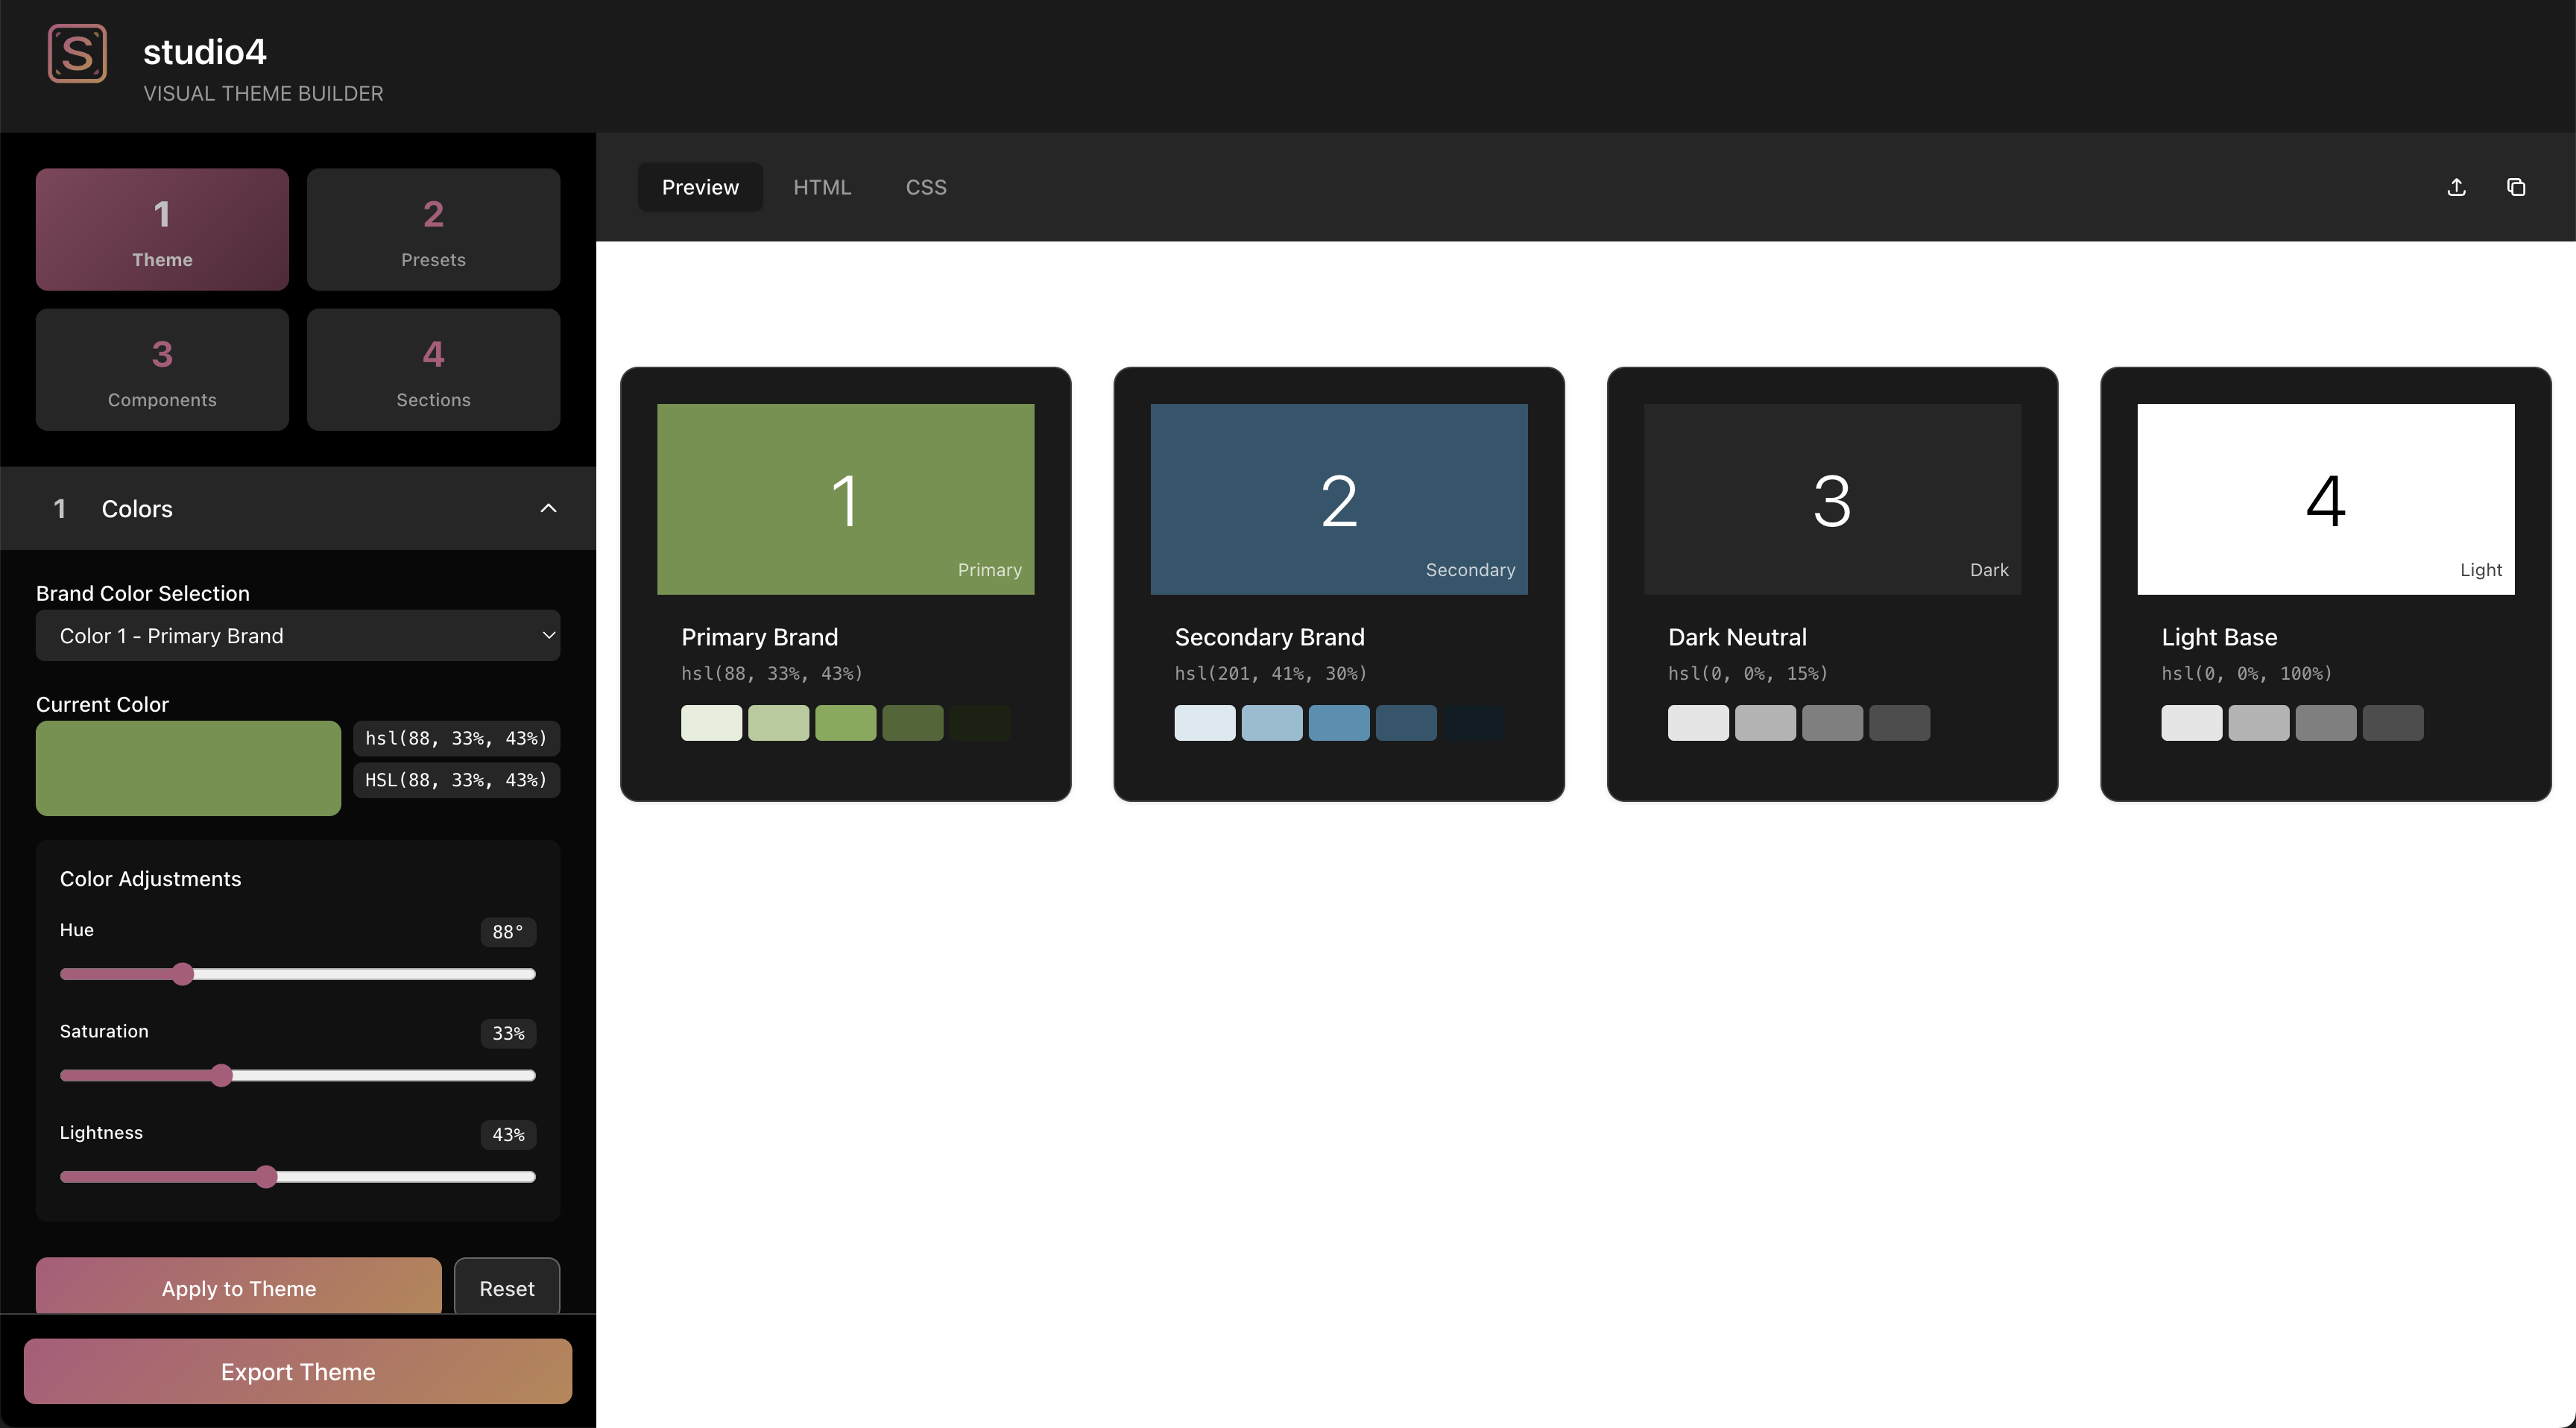 S
studio4
VISUAL THEME BUILDER
1
Theme
2
Presets
3
Components
4
Sections
1 Colors
Brand Color Selection
Color 1 - Primary Brand
Current Color
hsl(88, 33%, 43%)
HSL(88, 33%, 43%)
Color Adjustments
Hue 88°
Saturation 33%
Lightness 43%
Apply to Theme Reset
Export Theme
Preview HTML CSS
1
Primary
Primary Brand
hsl(88, 33%, 43%)
2
Secondary
Secondary Brand
hsl(201, 41%, 30%)
3
Dark
Dark Neutral
hsl(0, 0%, 15%)
4
Light
Light Base
hsl(0, 0%, 100%)